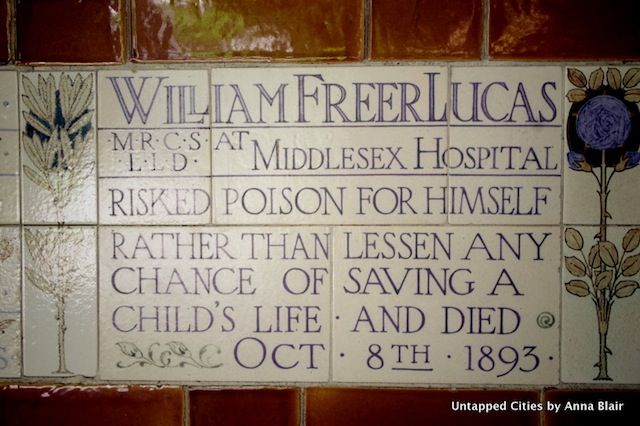 WILLIAM FREER LUCAS
M·R·C·S·
L·L·D· AT MIDDLESEX HOSPITAL
RISKED POISON FOR HIMSELF
RATHER THAN LESSEN ANY
CHANCE OF SAVING A
CHILD'S LIFE · AND DIED
OCT · 8TH · 1893 ·
Untapped Cities by Anna Blair